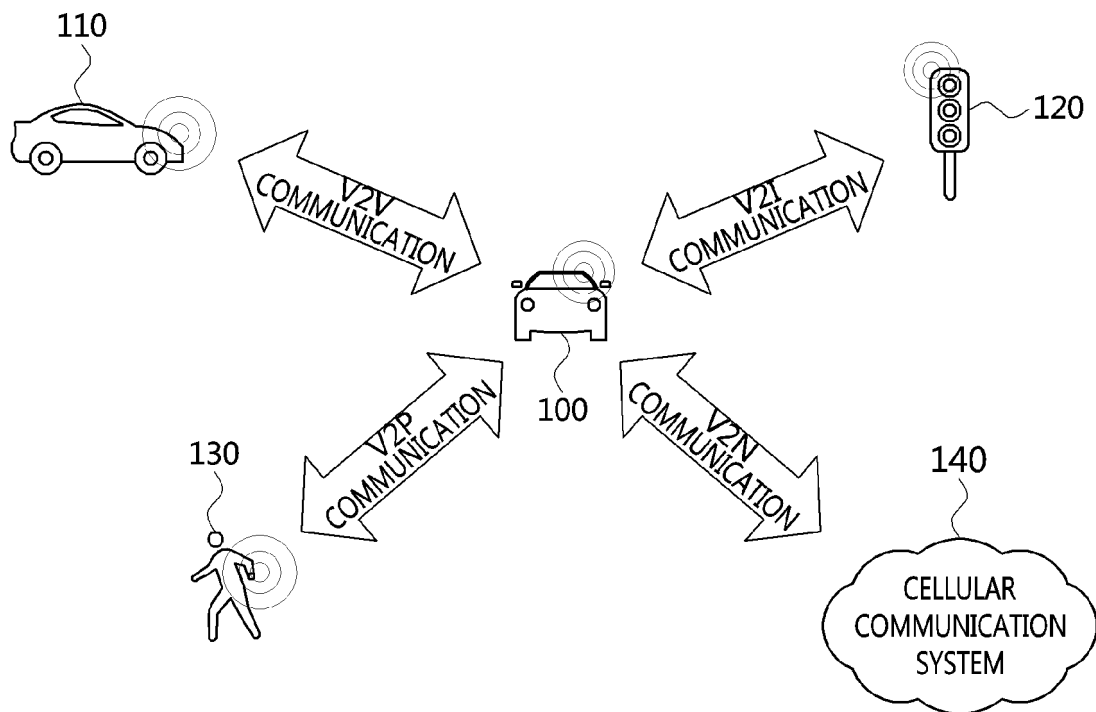 110
120
V2V
COMMUNICATION
V2I
COMMUNICATION
100
V2P
COMMUNICATION
V2N
COMMUNICATION
130
140
CELLULAR
COMMUNICATION
SYSTEM